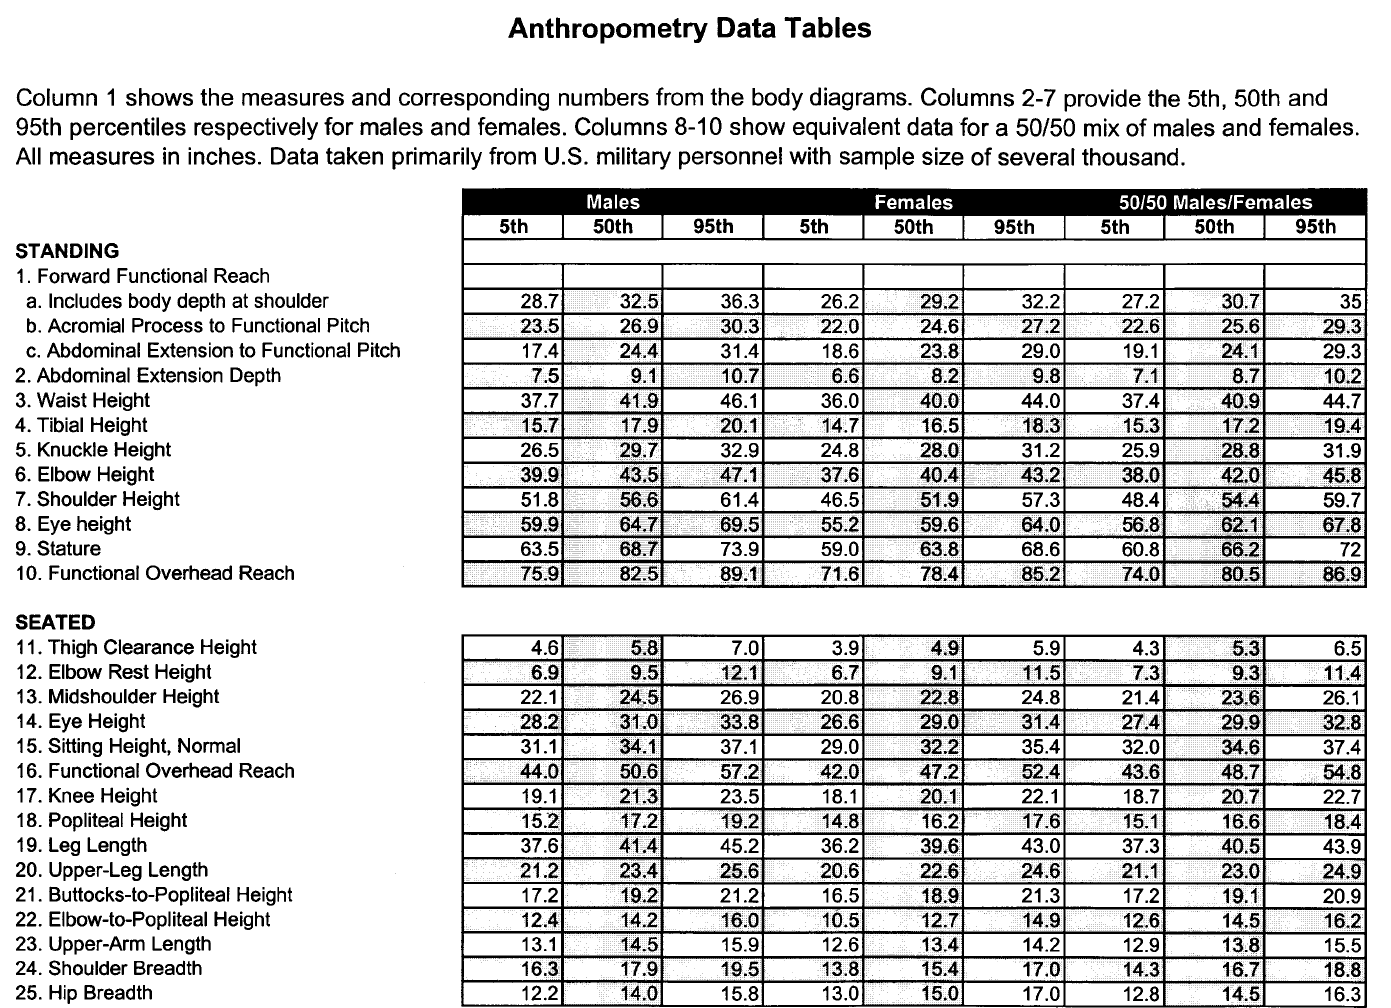 Anthropometry Data Tables
Column 1 shows the measures and corresponding numbers from the body diagrams. Columns 2-7 provide the 5th, 50th and
95th percentiles respectively for males and females. Columns 8-10 show equivalent data for a 50/50 mix of males and females.
All measures in inches. Data taken primarily from U.S. military personnel with sample size of several thousand.
Males Females 50/50 Males/Females
5th 50th 95th 5th 50th 95th 5th 50th 95th
STANDING
1. Forward Functional Reach
a. Includes body depth at shoulder 28.7 32.5 36.3 26.2 29.2 32.2 27.2 30.7 35
b. Acromial Process to Functional Pitch 23.5 26.9 30.3 22.0 24.6 27.2 22.6 25.6 29.3
c. Abdominal Extension to Functional Pitch 17.4 24.4 31.4 18.6 23.8 29.0 19.1 24.1 29.3
2. Abdominal Extension Depth 7.5 9.1 10.7 6.6 8.2 9.8 7.1 8.7 10.2
3. Waist Height 37.7 41.9 46.1 36.0 40.0 44.0 37.4 40.9 44.7
4. Tibial Height 15.7 17.9 20.1 14.7 16.5 18.3 15.3 17.2 19.4
5. Knuckle Height 26.5 29.7 32.9 24.8 28.0 31.2 25.9 28.8 31.9
6. Elbow Height 39.9 43.5 47.1 37.6 40.4 43.2 38.0 42.0 45.8
7. Shoulder Height 51.8 56.6 61.4 46.5 51.9 57.3 48.4 54.4 59.7
8. Eye height 59.9 64.7 69.5 55.2 59.6 64.0 56.8 62.1 67.8
9. Stature 63.5 68.7 73.9 59.0 63.8 68.6 60.8 66.2 72
10. Functional Overhead Reach 75.9 82.5 89.1 71.6 78.4 85.2 74.0 80.5 86.9
SEATED
11. Thigh Clearance Height 4.6 5.8 7.0 3.9 4.9 5.9 4.3 5.3 6.5
12. Elbow Rest Height 6.9 9.5 12.1 6.7 9.1 11.5 7.3 9.3 11.4
13. Midshoulder Height 22.1 24.5 26.9 20.8 22.8 24.8 21.4 23.6 26.1
14. Eye Height 28.2 31.0 33.8 26.6 29.0 31.4 27.4 29.9 32.8
15. Sitting Height, Normal 31.1 34.1 37.1 29.0 32.2 35.4 32.0 34.6 37.4
16. Functional Overhead Reach 44.0 50.6 57.2 42.0 47.2 52.4 43.6 48.7 54.8
17. Knee Height 19.1 21.3 23.5 18.1 20.1 22.1 18.7 20.7 22.7
18. Popliteal Height 15.2 17.2 19.2 14.8 16.2 17.6 15.1 16.6 18.4
19. Leg Length 37.6 41.4 45.2 36.2 39.6 43.0 37.3 40.5 43.9
20. Upper-Leg Length 21.2 23.4 25.6 20.6 22.6 24.6 21.1 23.0 24.9
21. Buttocks-to-Popliteal Height 17.2 19.2 21.2 16.5 18.9 21.3 17.2 19.1 20.9
22. Elbow-to-Popliteal Height 12.4 14.2 16.0 10.5 12.7 14.9 12.6 14.5 16.2
23. Upper-Arm Length 13.1 14.5 15.9 12.6 13.4 14.2 12.9 13.8 15.5
24. Shoulder Breadth 16.3 17.9 19.5 13.8 15.4 17.0 14.3 16.7 18.8
25. Hip Breadth 12.2 14.0 15.8 13.0 15.0 17.0 12.8 14.5 16.3